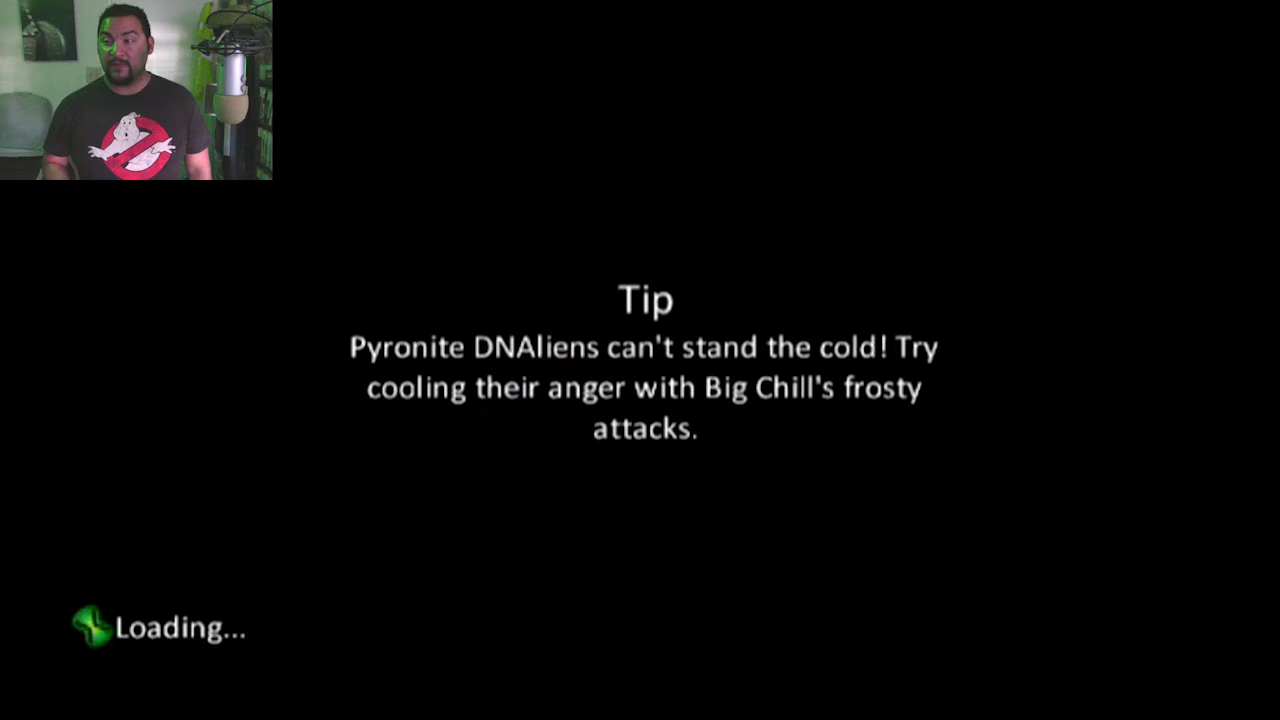 Tip
Pyronite DNAliens can't stand the cold! Try
cooling their anger with Big Chill's frosty
attacks.
Loading...